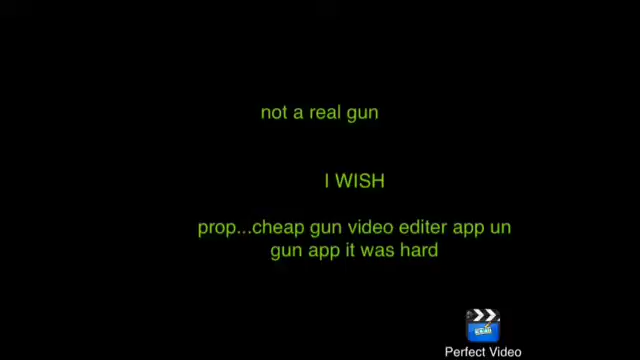 not a real gun
I WISH
prop...cheap gun video editer app un
gun app it was hard
Perfect Video